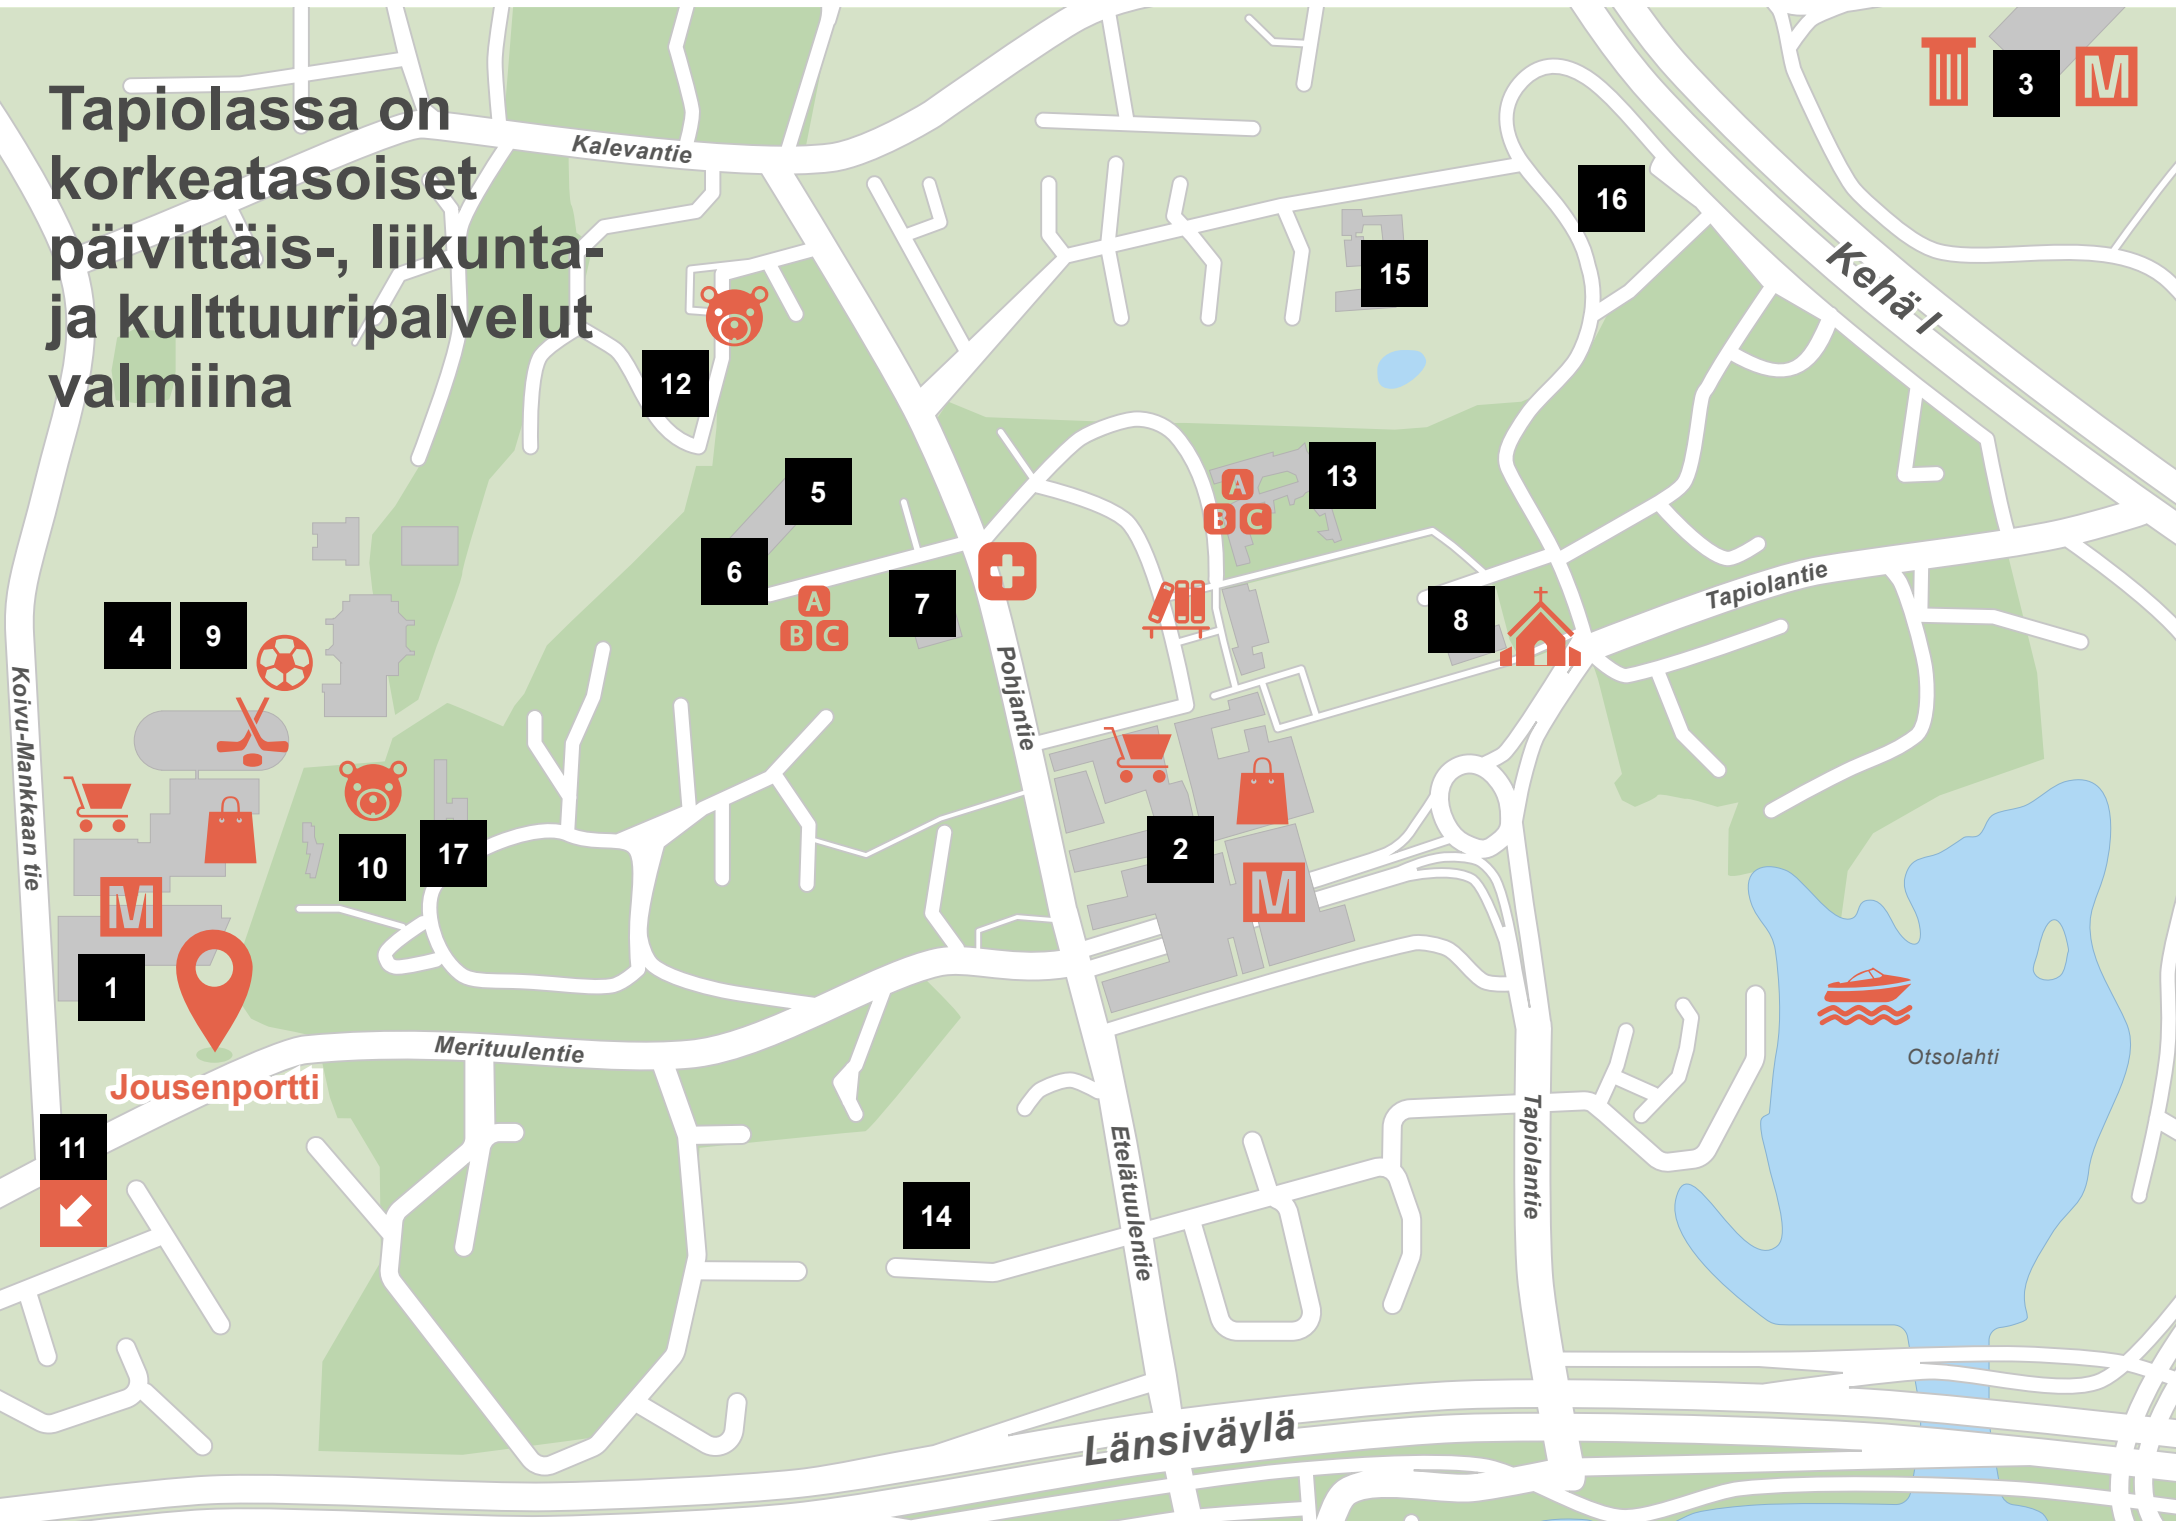 Tapiolassa on
korkeatasoiset
päivittäis-, liikunta-
ja kulttuuripalvelut
valmiina
3
M
Kalevantie
16
15
Kehä I
12
5
13
A
B C
6
7
A
B C
8
Tapiolantie
4
9
Koivu-Mankkaan tie
Pohjantie
10
17
2
M
M
1
Otsolahti
Merituulentie
Jousenportti
11
14
Etelätuulentie
Tapiolantie
Länsiväylä